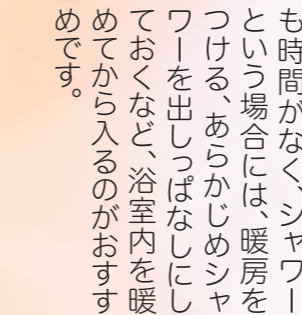 も時間がなく、シャワー
という場合には、暖房を
つける、あらかじめシャ
ワーを出しっぱなしにし
ておくなど、浴室内を暖
めてから入るのがおすす
めです。